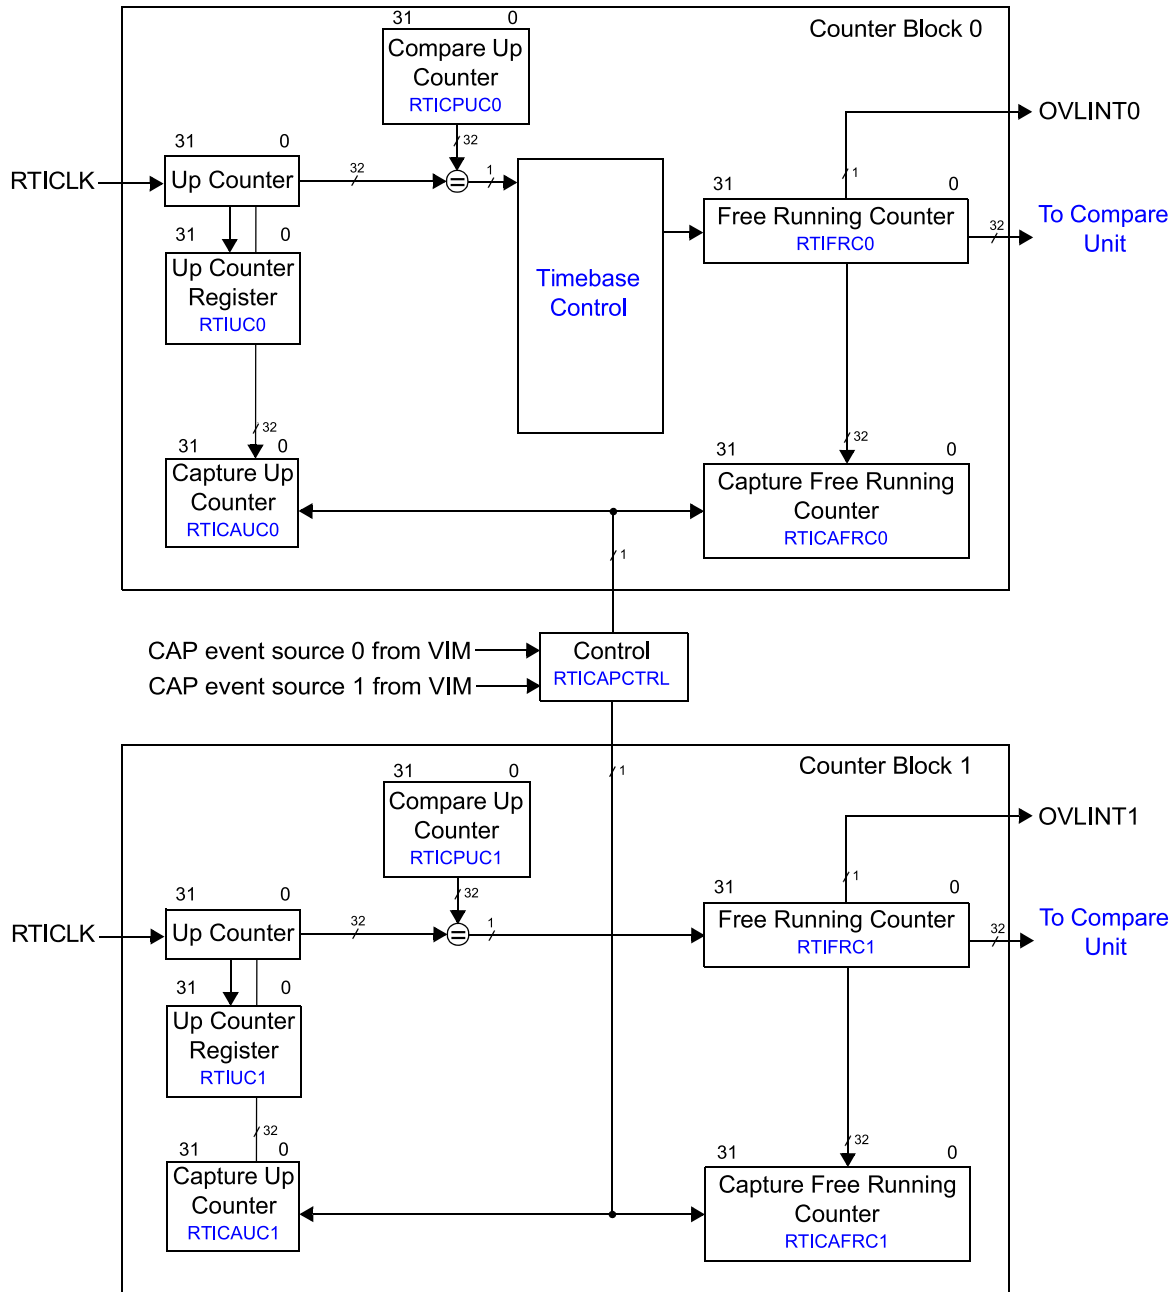 Counter Block 0
31 0
Compare Up
Counter
RTICPUC0
32
OVLINT0
31 0
RTICLK
Up Counter
32
=
1
1
31 0
Free Running Counter
RTIFRC0
32
To Compare
Unit
31 0
Up Counter
Register
RTIUC0
Timebase
Control
32
31 0
Capture Up
Counter
RTICAUC0
32
31 0
Capture Free Running
Counter
RTICAFRC0
1
CAP event source 0 from VIM
CAP event source 1 from VIM
Control
RTICAPCTRL
Counter Block 1
1
31 0
Compare Up
Counter
RTICPUC1
32
OVLINT1
31 0
RTICLK
Up Counter
32
=
1
1
31 0
Free Running Counter
RTIFRC1
32
To Compare
Unit
31 0
Up Counter
Register
RTIUC1
32
31 0
Capture Up
Counter
RTICAUC1
32
31 0
Capture Free Running
Counter
RTICAFRC1